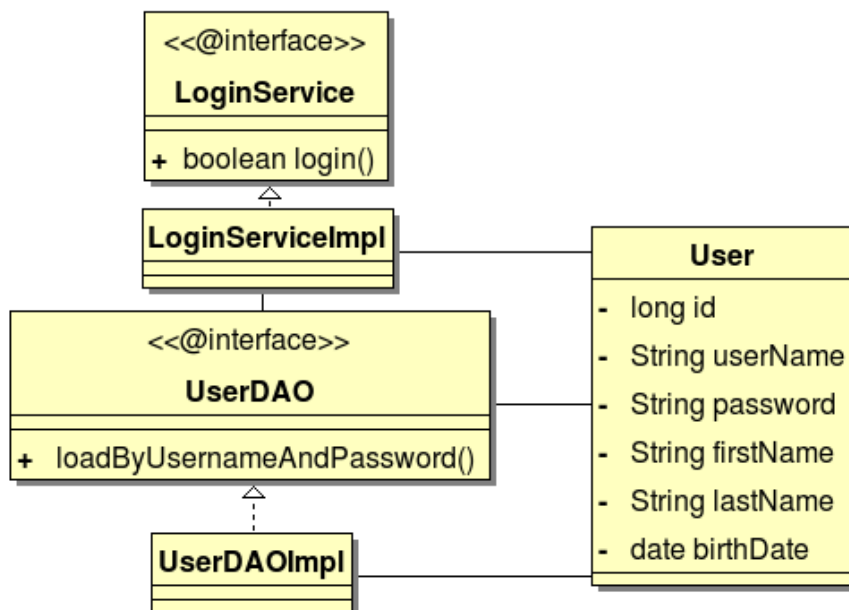 <<@interface>>
LoginService
+ boolean login()
LoginServiceImpl
<<@interface>>
UserDAO
+ loadByUsernameAndPassword()
UserDAOImpl
User
- long id
- String userName
- String password
- String firstName
- String lastName
- date birthDate